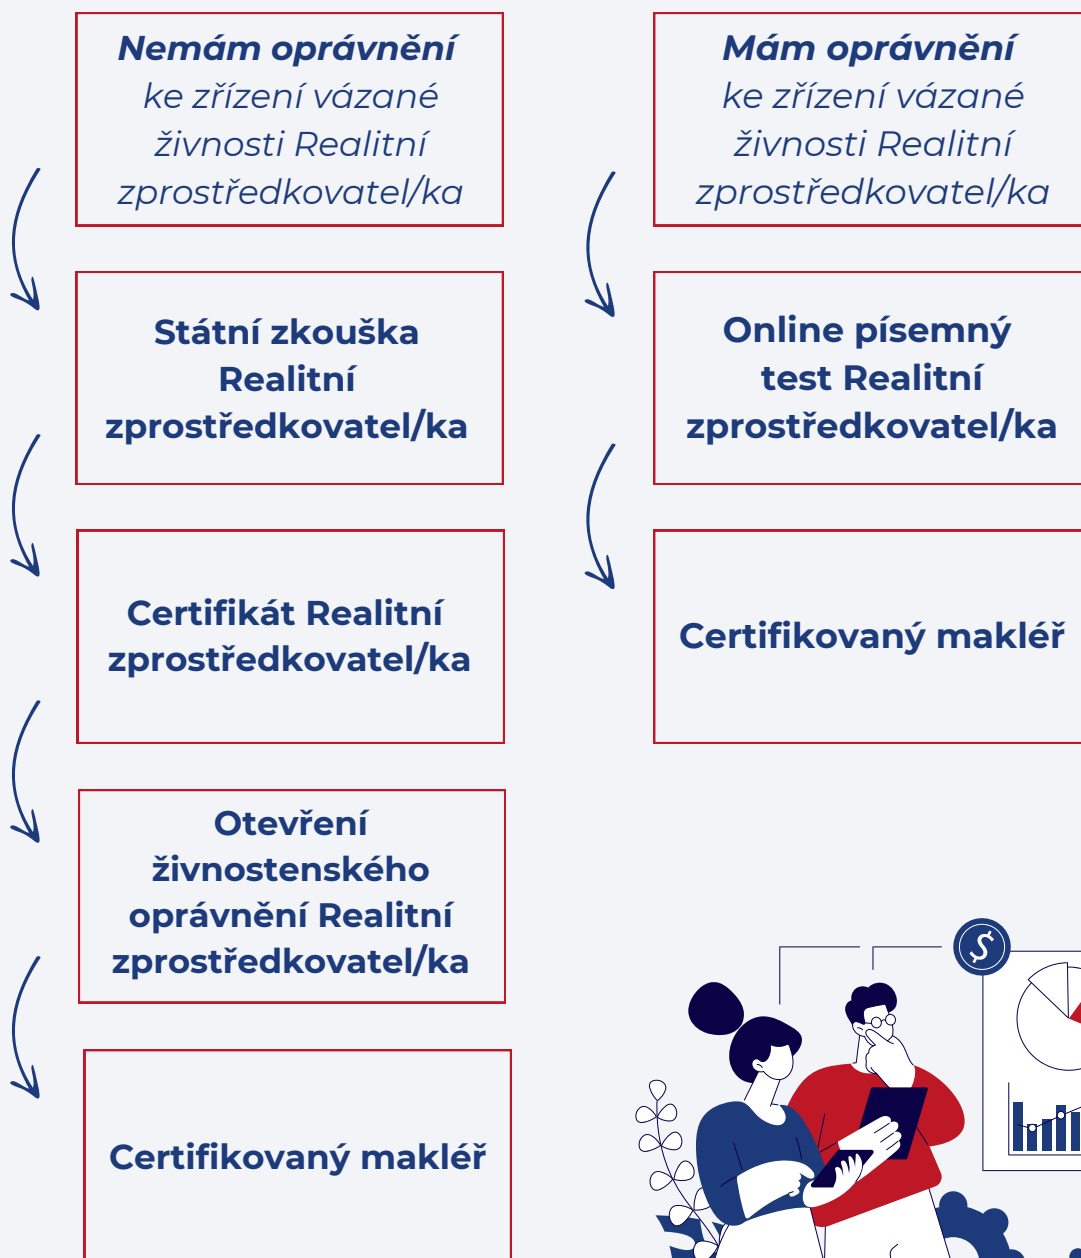 Nemám oprávnění
ke zřízení vázané
živnosti Realitní
zprostředkovatel/ka
Státní zkouška
Realitní
zprostředkovatel/ka
Certifikát Realitní
zprostředkovatel/ka
Otevření
živnostenského
oprávnění Realitní
zprostředkovatel/ka
Certifikovaný makléř
Mám oprávnění
ke zřízení vázané
živnosti Realitní
zprostředkovatel/ka
Online písemný
test Realitní
zprostředkovatel/ka
Certifikovaný makléř
$